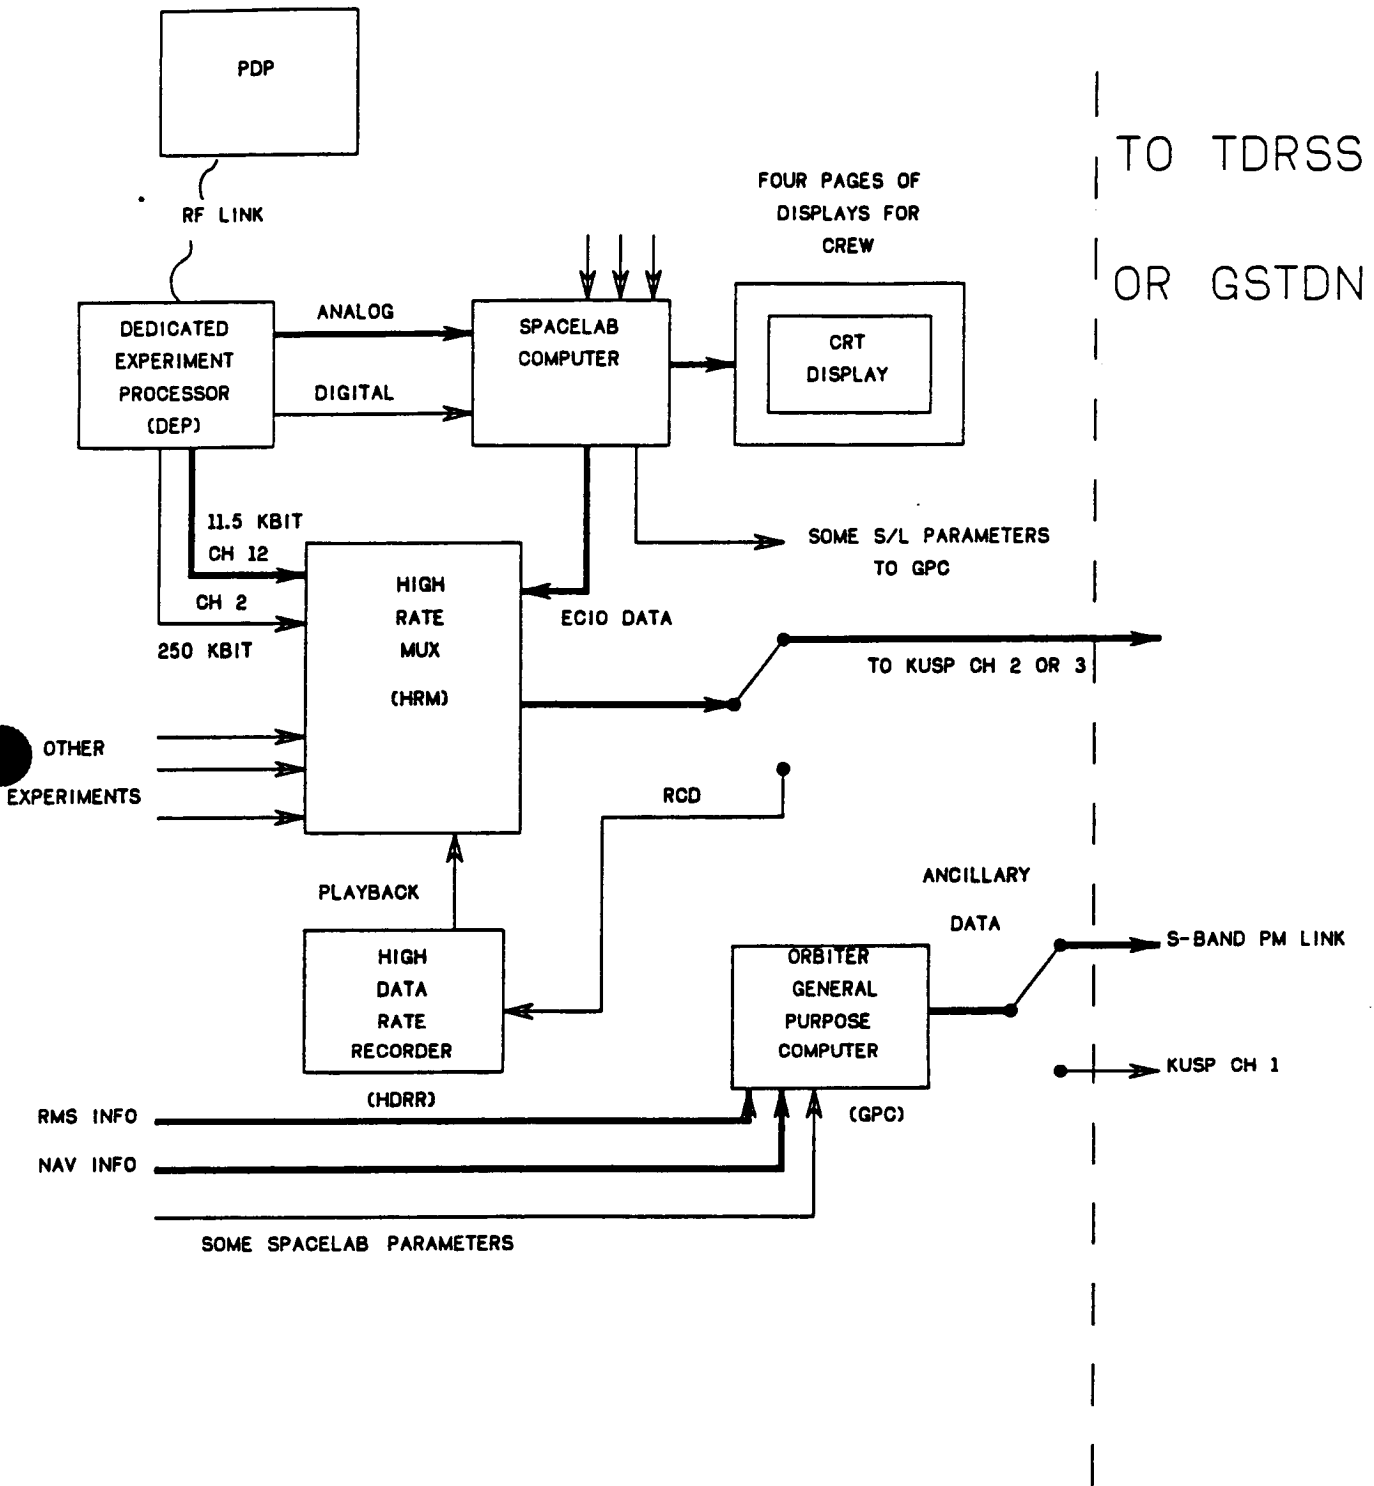 PDP
TO TDRSS
OR GSTDN
RF LINK
FOUR PAGES OF
DISPLAYS FOR
CREW
DEDICATED
EXPERIMENT
PROCESSOR
(DEP)
ANALOG
DIGITAL
SPACELAB
COMPUTER
CRT
DISPLAY
11.5 KBIT
CH 12
CH 2
250 KBIT
HIGH
RATE
MUX
(HRM)
ECIO DATA
SOME S/L PARAMETERS
TO GPC
TO KUSP CH 2 OR 3
OTHER
EXPERIMENTS
RCD
PLAYBACK
HIGH
DATA
RATE
RECORDER
(HDRR)
ANCILLARY
DATA
ORBITER
GENERAL
PURPOSE
COMPUTER
(GPC)
S-BAND PM LINK
KUSP CH 1
RMS INFO
NAV INFO
SOME SPACELAB PARAMETERS